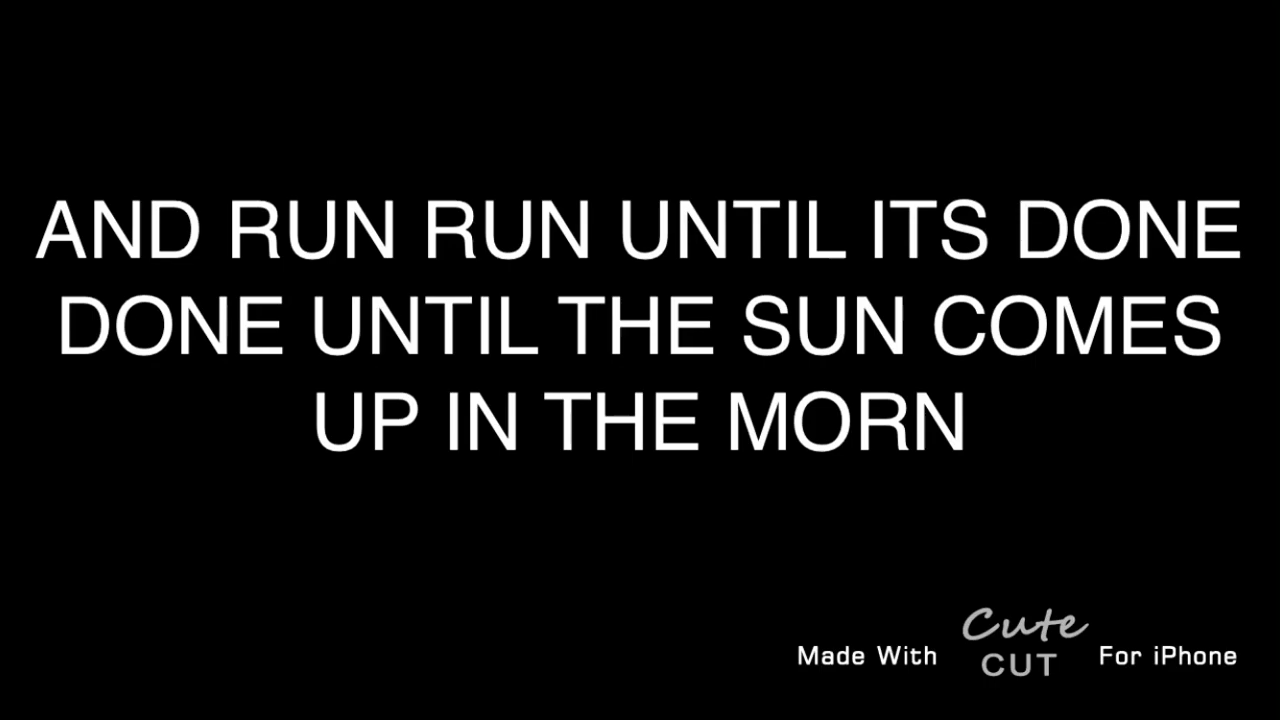 AND RUN RUN UNTIL ITS DONE
DONE UNTIL THE SUN COMES
UP IN THE MORN
Made With Cute CUT For iPhone